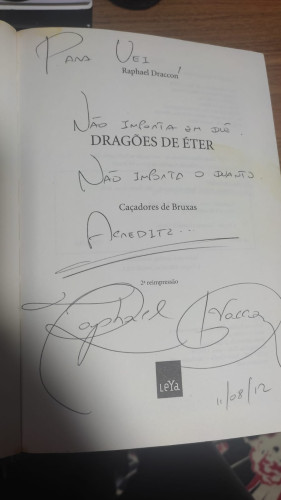 Para Vei!
Raphael Draccon
Não importa em quê.
DRAGÕES DE ÉTER
Não importa o quanto
Caçadores de Bruxas
Acredite..
2ª reimpressão
Raphael Draccon
LeYa
11/08/12